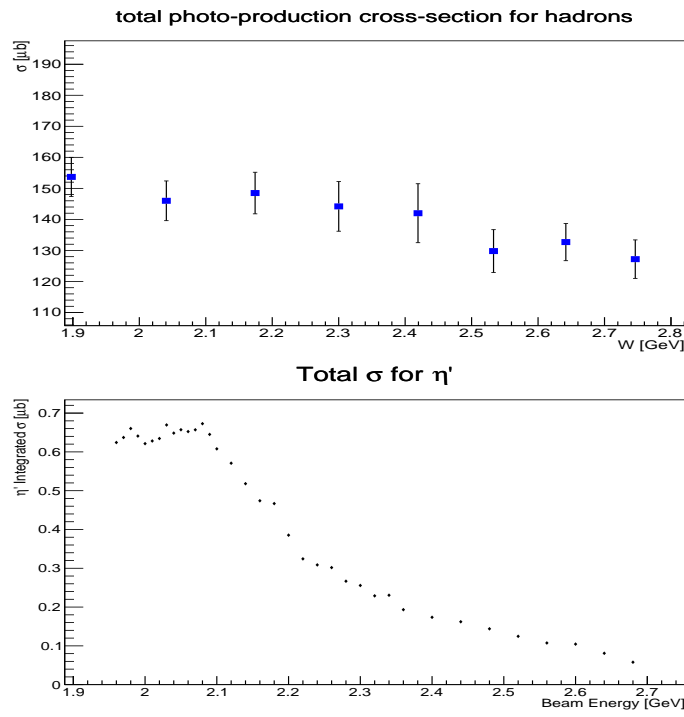 total photo-production cross-section for hadrons
σ [μb]
190
180
170
160
150
140
130
120
110
1.9 2 2.1 2.2 2.3 2.4 2.5 2.6 2.7 2.8
W [GeV]
Total σ for η'
η' Integrated σ [μb]
0.7
0.6
0.5
0.4
0.3
0.2
0.1
0
1.9 2 2.1 2.2 2.3 2.4 2.5 2.6 2.7
Beam Energy [GeV]